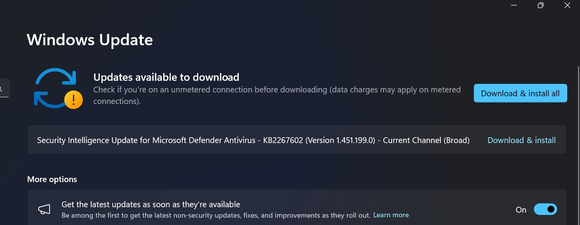 Windows Update
Updates available to download
Check if you're on an unmetered connection before downloading (data charges may apply on metered
connections).
Download & install all
Security Intelligence Update for Microsoft Defender Antivirus - KB2267602 (Version 1.451.199.0) - Current Channel (Broad)
Download & install
More options
Get the latest updates as soon as they're available
Be among the first to get the latest non-security updates, fixes, and improvements as they roll out. Learn more
On